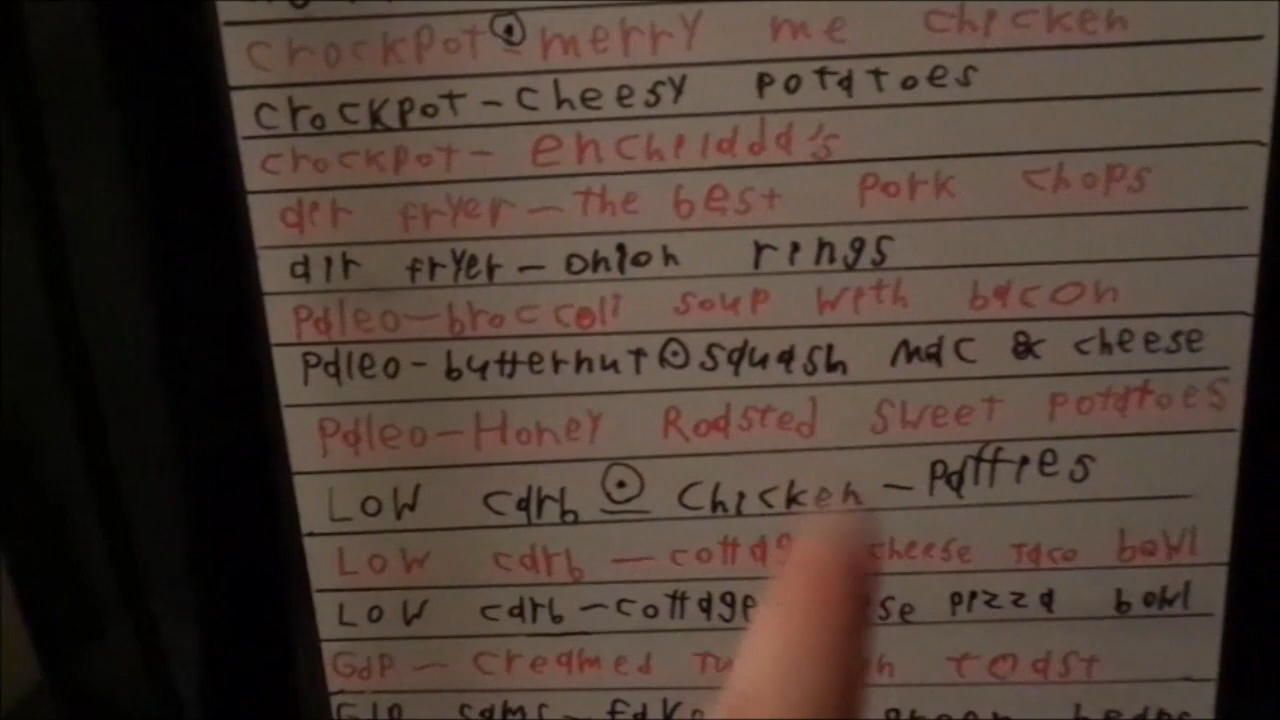 crockpot merry me chicken
crockpot - cheesy potatoes
crockpot - enchilada's
air fryer - the best pork chops
air fryer - onion rings
Paleo - broccoli soup with bacon
Paleo - butternut squash Mac & cheese
Paleo - Honey Roasted Sweet potatoes
Low carb chicken - Patties
Low carb - cheese Taco bowl
Low carb - cottage pizza bowl
creamed toast